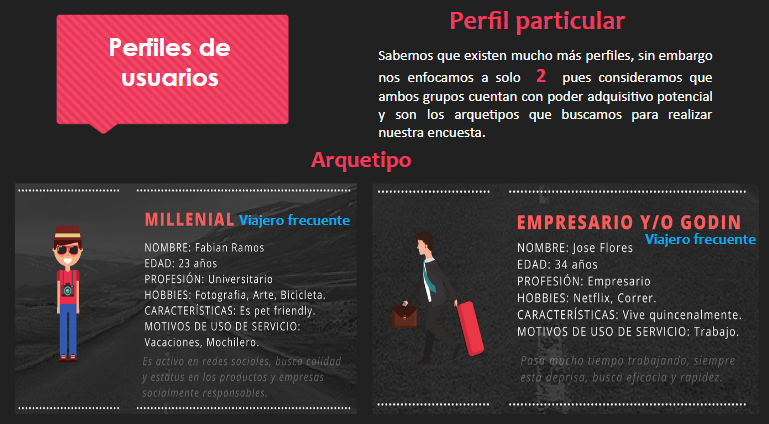 Perfiles de
usuarios
Perfil particular
Sabemos que existen mucho más perfiles, sin embargo
nos enfocamos a solo 2 pues consideramos que
ambos grupos cuentan con poder adquisitivo potencial
y son los arquetipos que buscamos para realizar
nuestra encuesta.
Arquetipo
MILLENIAL Viajero frecuente
NOMBRE: Fabian Ramos
EDAD: 23 años
PROFESIÓN: Universitario
HOBBIES: Fotografia, Arte, Bicicleta.
CARACTERÍSTICAS: Es pet friendly.
MOTIVOS DE USO DE SERVICIO:
Vacaciones, Mochilero.
Es activo en redes sociales, busca calidad
y estátus en los productos y empresas
socialmente responsables.
EMPRESARIO Y/O GODIN
Viajero frecuente
NOMBRE: Jose Flores
EDAD: 34 años
PROFESIÓN: Empresario
HOBBIES: Netflix, Correr.
CARACTERÍSTICAS: Vive quincenalmente.
MOTIVOS DE USO DE SERVICIO: Trabajo.
Pasa mucho tiempo trabajando, siempre
está deprisa, busca eficacia y rapidez.